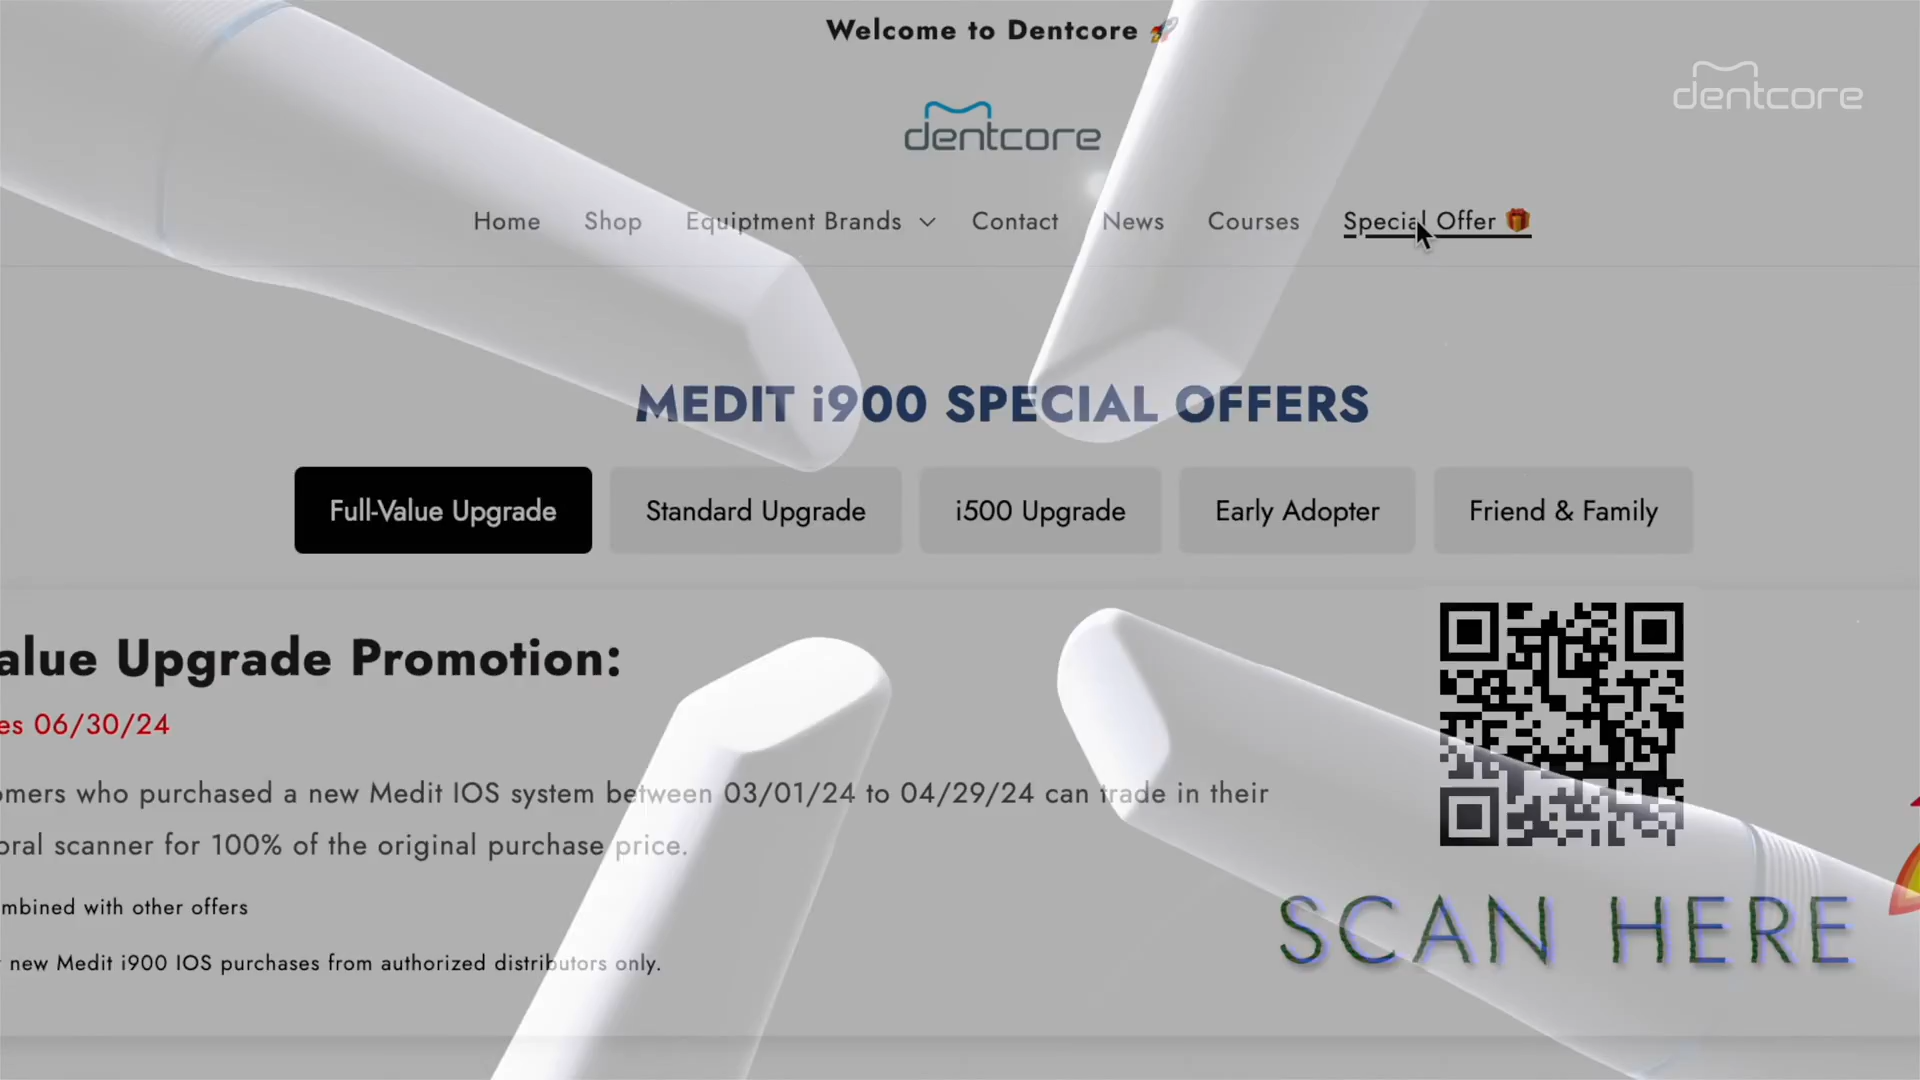 Welcome to Dentcore 🚀
dentcore
dentcore
Home Shop Equiptment Brands Contact News Courses Special Offer 🎁
MEDIT i900 SPECIAL OFFERS
Full-Value Upgrade Standard Upgrade i500 Upgrade Early Adopter Friend & Family
alue Upgrade Promotion:
es 06/30/24
omers who purchased a new Medit IOS system between 03/01/24 to 04/29/24 can trade in their
oral scanner for 100% of the original purchase price.
mbined with other offers
new Medit i900 IOS purchases from authorized distributors only.
SCAN HERE